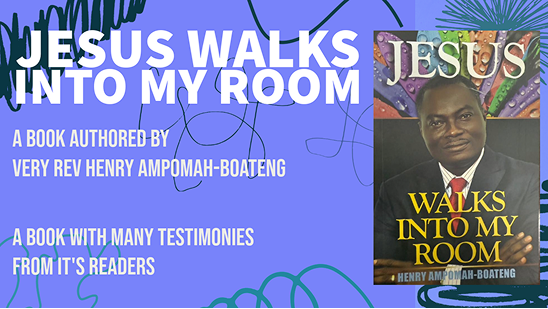 JESUS WALKS
INTO MY ROOM
A BOOK AUTHORED BY
VERY REV HENRY AMPOMAH-BOATENG
A BOOK WITH MANY TESTIMONIES
FROM IT'S READERS
JESUS
WALKS
INTO MY
ROOM
HENRY AMPOMAH-BOATENG